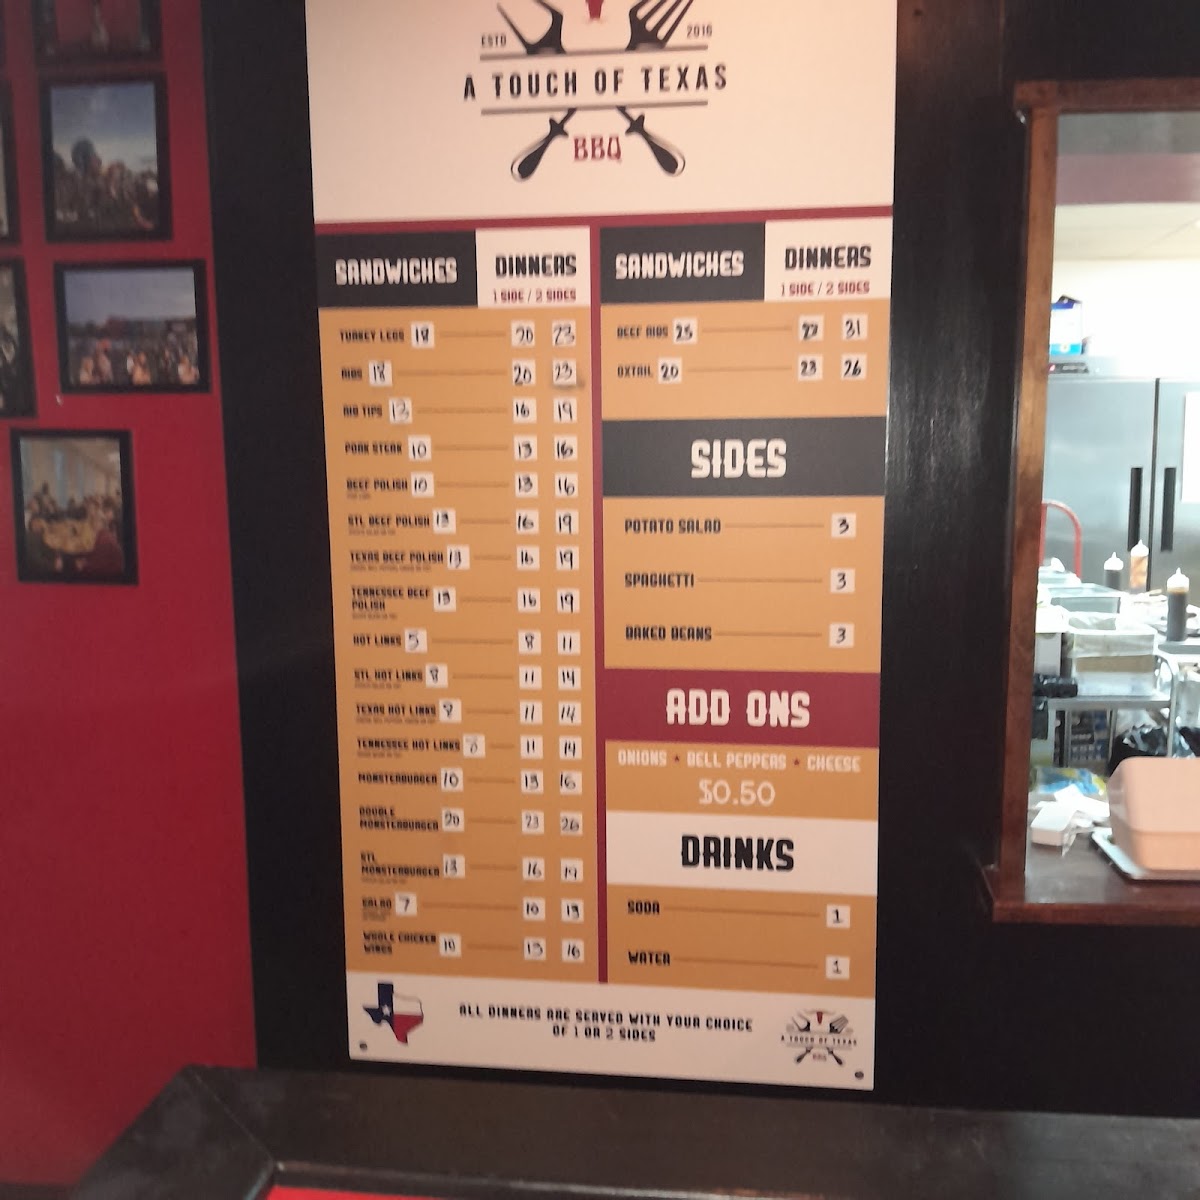 ESTD 2016
A TOUCH OF TEXAS
BBQ
SANDWICHES DINNERS
1 SIDE / 2 SIDES
TURKEY LEGS 18 20 23
RIBS 18 20 23
RIB TIPS 13 16 19
PORK STEAK 10 13 16
BEEF POLISH 10 13 16
STL BEEF POLISH 13 16 19
TEXAS BEEF POLISH 13 16 19
TENNESSEE BEEF
POLISH 13 16 19
HOT LINKS 5 8 11
STL HOT LINKS 8 11 14
TEXAS HOT LINKS 11 14
TENNESSEE HOT LINKS 11 14
MONSTERBURGER 10 13 16
DOUBLE
MONSTERBURGER 20 23 26
STL
MONSTERBURGER 13 16 19
SALAD 7 10 13
WHOLE CHICKEN
WINGS 10 13 16
SANDWICHES DINNERS
1 SIDE / 2 SIDES
BEEF RIBS 25 31
OXTAIL 20 23 26
SIDES
POTATO SALAD 3
SPAGHETTI 3
BAKED BEANS 3
ADD ONS
ONIONS * BELL PEPPERS * CHEESE
$0.50
DRINKS
SODA 1
WATER 1
ALL DINNERS ARE SERVED WITH YOUR CHOICE
OF 1 OR 2 SIDES
A TOUCH OF TEXAS
BBQ